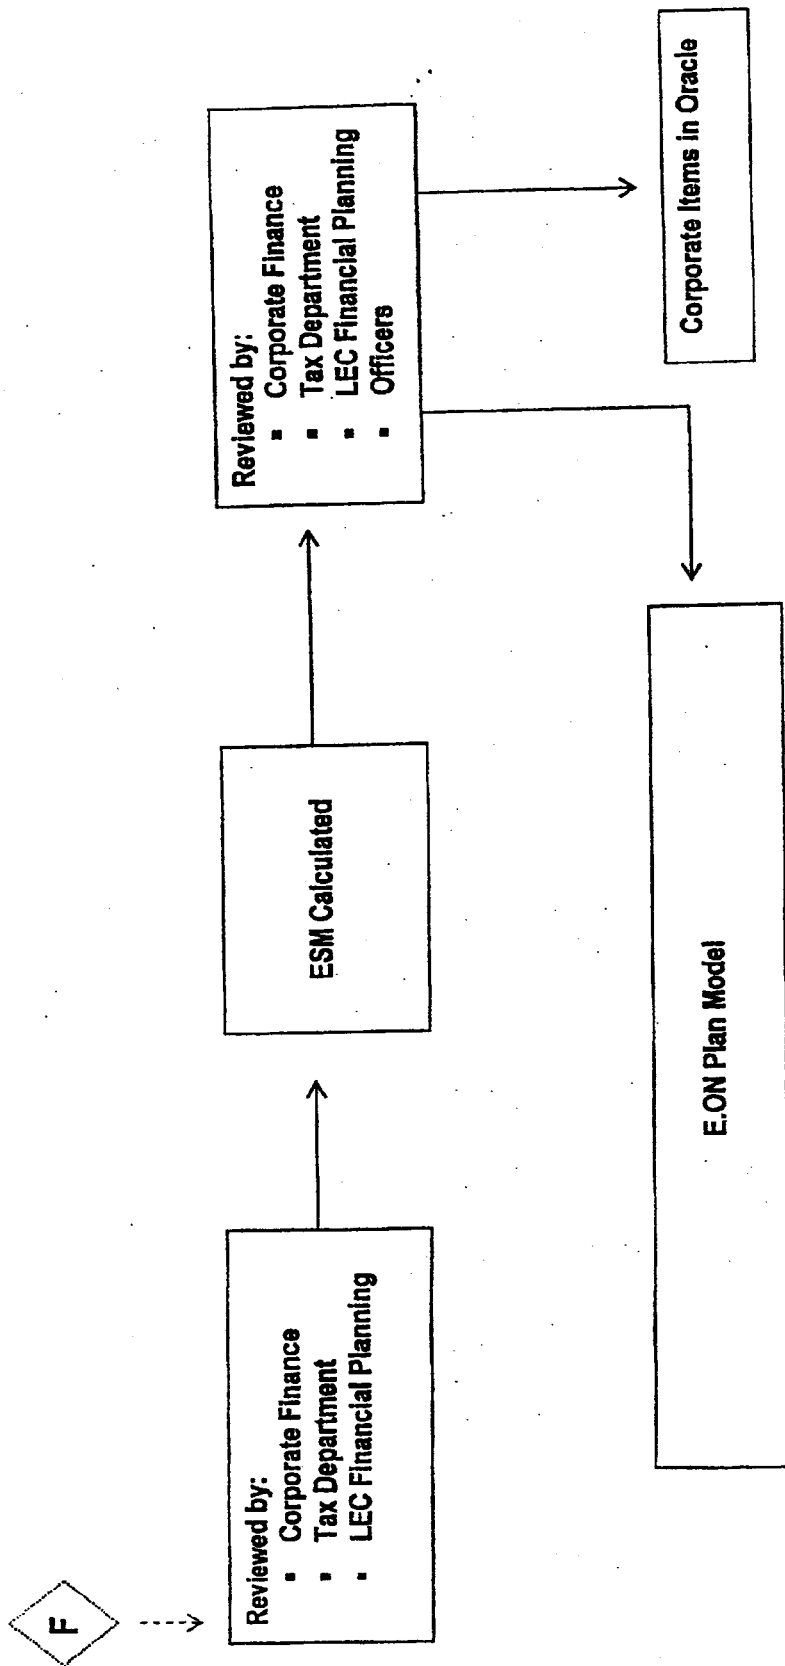 F
Reviewed by:
▪ Corporate Finance
▪ Tax Department
▪ LEC Financial Planning
ESM Calculated
Reviewed by:
▪ Corporate Finance
▪ Tax Department
▪ LEC Financial Planning
▪ Officers
E.ON Plan Model
Corporate Items in Oracle